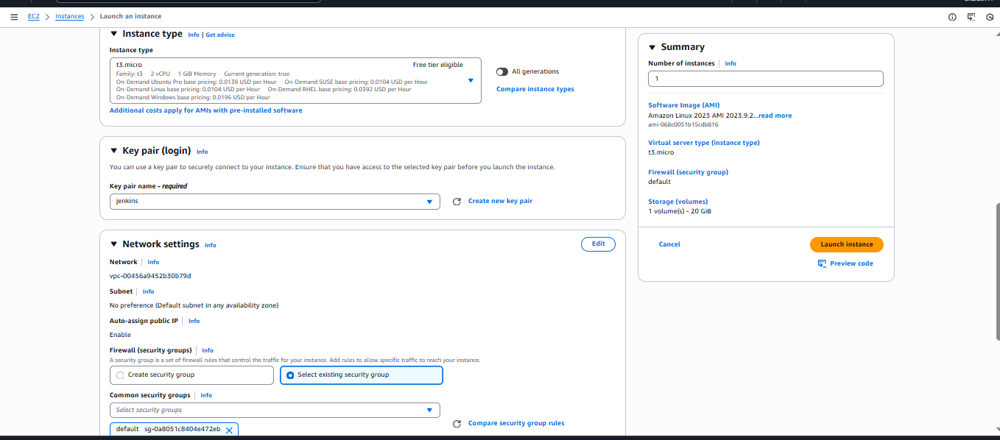 EC2 > Instances > Launch an instance
Instance type Info | Get advice
Instance type
t3.micro Free tier eligible
Family: t3 2 vCPU 1 GiB Memory Current generation: true
On-Demand Ubuntu Pro base pricing: 0.0139 USD per Hour On-Demand SUSE base pricing: 0.0104 USD per Hour
On-Demand Linux base pricing: 0.0104 USD per Hour On-Demand RHEL base pricing: 0.0392 USD per Hour
On-Demand Windows base pricing: 0.0196 USD per Hour
All generations
Compare instance types
Additional costs apply for AMIs with pre-installed software
Key pair (login) Info
You can use a key pair to securely connect to your instance. Ensure that you have access to the selected key pair before you launch the instance.
Key pair name - required
jenkins
Create new key pair
Network settings Info
Edit
Network Info
vpc-00456a9452b30b79d
Subnet Info
No preference (Default subnet in any availability zone)
Auto-assign public IP Info
Enable
Firewall (security groups) Info
A security group is a set of firewall rules that control the traffic for your instance. Add rules to allow specific traffic to reach your instance.
Create security group
Select existing security group
Common security groups Info
Select security groups
default sg-0a8051c8404e472eb
Compare security group rules
Summary
Number of instances Info
1
Software Image (AMI)
Amazon Linux 2023 AMI 2023.9.2...read more
ami-068c0051b15cdb816
Virtual server type (instance type)
t3.micro
Firewall (security group)
default
Storage (volumes)
1 volume(s) - 20 GiB
Cancel
Launch instance
Preview code